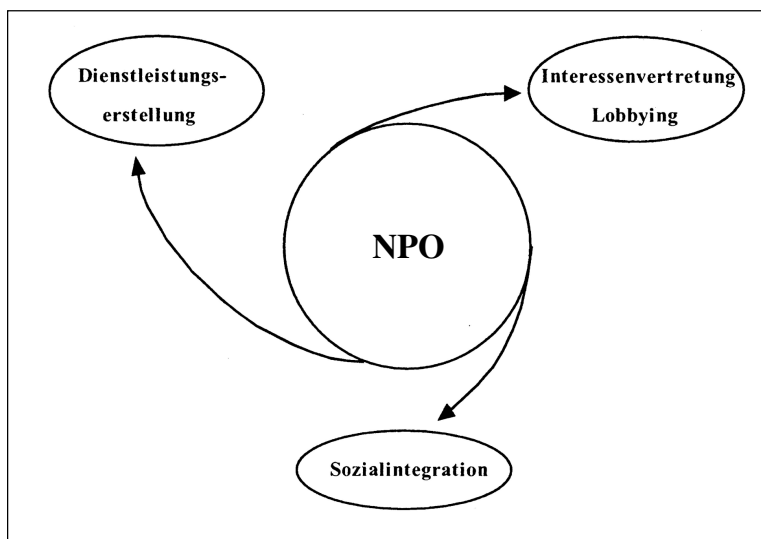 Dienstleistungs-
erstellung
Interessenvertretung
Lobbying
NPO
Sozialintegration